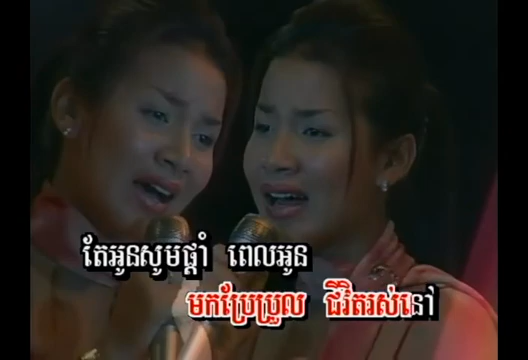 តែអូនសូមផ្ដាំ ពេលអូន
មកប្រែប្រួល ជីវិតរស់នៅ